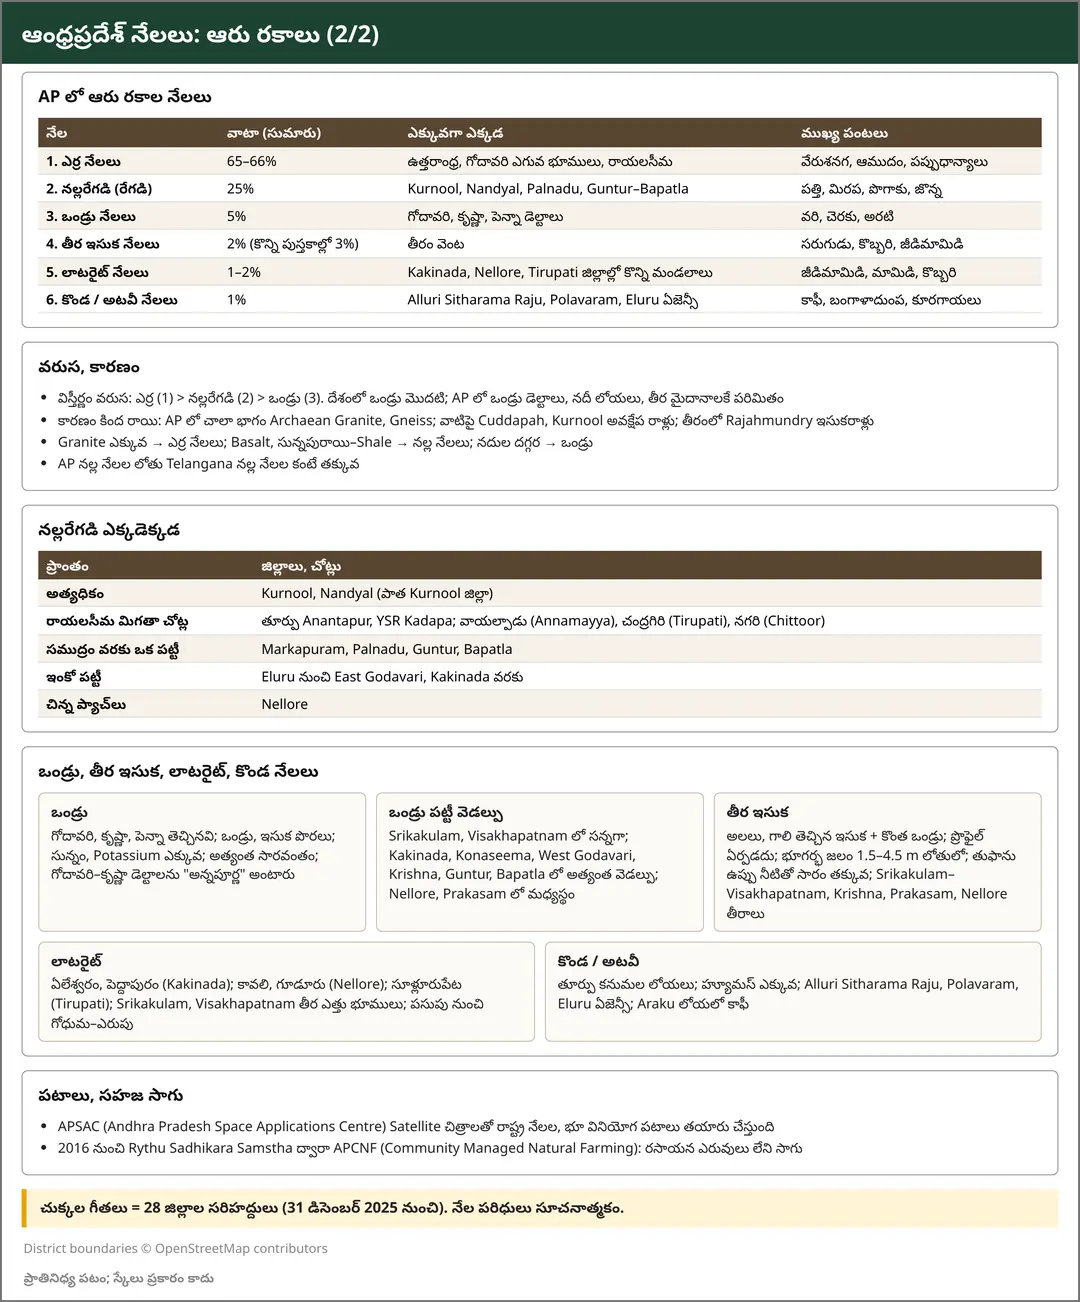 ఆంధ్రప్రదేశ్ నేలలు: ఆరు రకాలు (2/2)
AP లో ఆరు రకాల నేలలు
నేల వాటా (సుమారు) ఎక్కువగా ఎక్కడ ముఖ్య పంటలు
1. ఎర్ర నేలలు 65–66% ఉత్తరాంధ్ర, గోదావరి ఎగువ భూములు, రాయలసీమ వేరుశనగ, ఆముదం, పప్పుధాన్యాలు
2. నల్లరేగడి (రేగడి) 25% Kurnool, Nandyal, Palnadu, Guntur–Bapatla పత్తి, మిరప, పొగాకు, జొన్న
3. ఒండ్రు నేలలు 5% గోదావరి, కృష్ణా, పెన్నా డెల్టాలు వరి, చెరకు, అరటి
4. తీర ఇసుక నేలలు 2% (కొన్ని పుస్తకాల్లో 3%) తీరం వెంట సరుగుడు, కొబ్బరి, జీడిమామిడి
5. లాటరైట్ నేలలు 1–2% Kakinada, Nellore, Tirupati జిల్లాల్లో కొన్ని మండలాలు జీడిమామిడి, మామిడి, కొబ్బరి
6. కొండ / అటవీ నేలలు 1% Alluri Sitharama Raju, Polavaram, Eluru ఏజెన్సీ కాఫీ, బంగాళాదుంప, కూరగాయలు
వరుస, కారణం
• విస్తీర్ణం వరుస: ఎర్ర (1) > నల్లరేగడి (2) > ఒండ్రు (3). దేశంలో ఒండ్రు మొదటి; AP లో ఒండ్రు డెల్టాలు, నదీ లోయలు, తీర మైదానాలకే పరిమితం
• కారణం కింద రాయి: AP లో చాలా భాగం Archaean Granite, Gneiss; వాటిపై Cuddapah, Kurnool అవక్షేప రాళ్లు; తీరంలో Rajahmundry ఇసుకరాళ్లు
• Granite ఎక్కువ → ఎర్ర నేలలు; Basalt, సున్నపురాయి–Shale → నల్ల నేలలు; నదుల దగ్గర → ఒండ్రు
• AP నల్ల నేలల లోతు Telangana నల్ల నేలల కంటే తక్కువ
నల్లరేగడి ఎక్కడెక్కడ
ప్రాంతం జిల్లాలు, చోట్లు
అత్యధికం Kurnool, Nandyal (పాత Kurnool జిల్లా)
రాయలసీమ మిగతా చోట్ల తూర్పు Anantapur, YSR Kadapa; వాయల్పాడు (Annamayya), చంద్రగిరి (Tirupati), నగరి (Chittoor)
సముద్రం వరకు ఒక పట్టీ Markapuram, Palnadu, Guntur, Bapatla
ఇంకో పట్టీ Eluru నుంచి East Godavari, Kakinada వరకు
చిన్న ప్యాచ్‌లు Nellore
ఒండ్రు, తీర ఇసుక, లాటరైట్, కొండ నేలలు
ఒండ్రు
గోదావరి, కృష్ణా, పెన్నా తెచ్చినవి; ఒండ్రు, ఇసుక పొరలు;
సున్నం, Potassium ఎక్కువ; అత్యంత సారవంతం;
గోదావరి–కృష్ణా డెల్టాలను "అన్నపూర్ణ" అంటారు
ఒండ్రు పట్టీ వెడల్పు
Srikakulam, Visakhapatnam లో సన్నగా;
Kakinada, Konaseema, West Godavari,
Krishna, Guntur, Bapatla లో అత్యంత వెడల్పు;
Nellore, Prakasam లో మధ్యస్థం
తీర ఇసుక
అలలు, గాలి తెచ్చిన ఇసుక + కొంత ఒండ్రు; ప్రొఫైల్
ఏర్పడదు; భూగర్భ జలం 1.5–4.5 m లోతులో; తుఫాను
ఉప్పు నీటితో సారం తక్కువ; Srikakulam–
Visakhapatnam, Krishna, Prakasam, Nellore
తీరాలు
లాటరైట్
ఏలేశ్వరం, పెద్దాపురం (Kakinada); కావలి, గూడూరు (Nellore); సూళ్లూరుపేట
(Tirupati); Srikakulam, Visakhapatnam తీర ఎత్తు భూములు; పసుపు నుంచి
గోధుమ–ఎరుపు
కొండ / అటవీ
తూర్పు కనుమల లోయలు; హ్యూమస్ ఎక్కువ; Alluri Sitharama Raju, Polavaram,
Eluru ఏజెన్సీ; Araku లోయలో కాఫీ
పటాలు, సహజ సాగు
• APSAC (Andhra Pradesh Space Applications Centre) Satellite చిత్రాలతో రాష్ట్ర నేలల, భూ వినియోగ పటాలు తయారు చేస్తుంది
• 2016 నుంచి Rythu Sadhikara Samstha ద్వారా APCNF (Community Managed Natural Farming): రసాయన ఎరువులు లేని సాగు
చుక్కల గీతలు = 28 జిల్లాల సరిహద్దులు (31 డిసెంబర్ 2025 నుంచి). నేల పరిధులు సూచనాత్మకం.
District boundaries © OpenStreetMap contributors
ప్రాతినిధ్య పటం; స్కేలు ప్రకారం కాదు